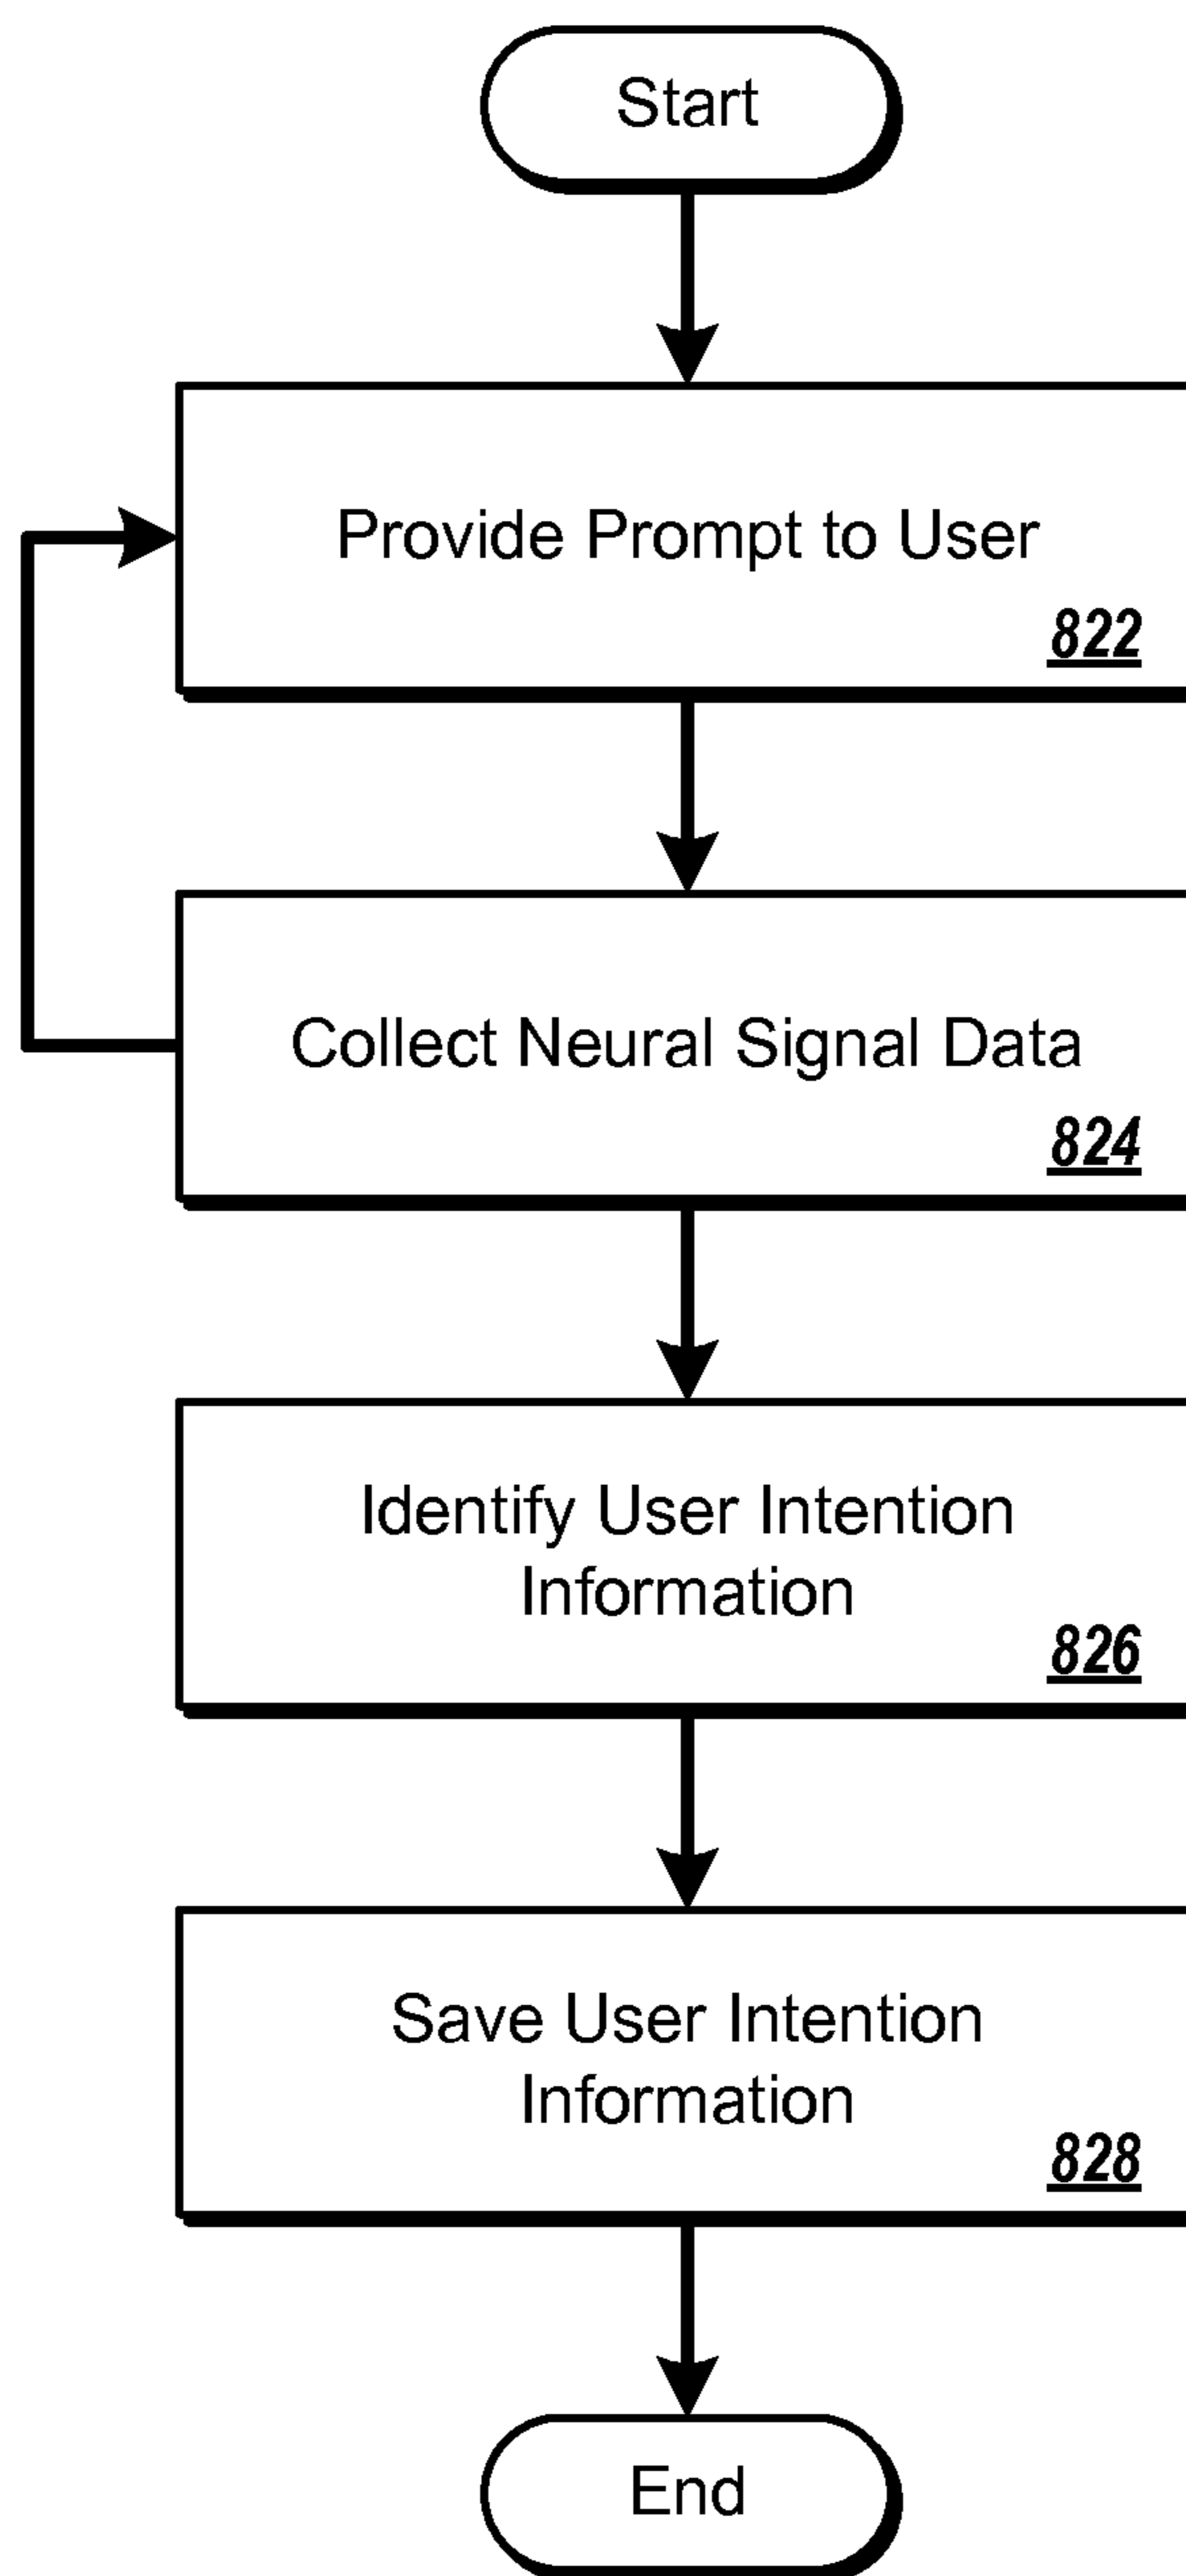 Start
Provide Prompt to User
822
Collect Neural Signal Data
824
Identify User Intention
Information
826
Save User Intention
Information
828
End